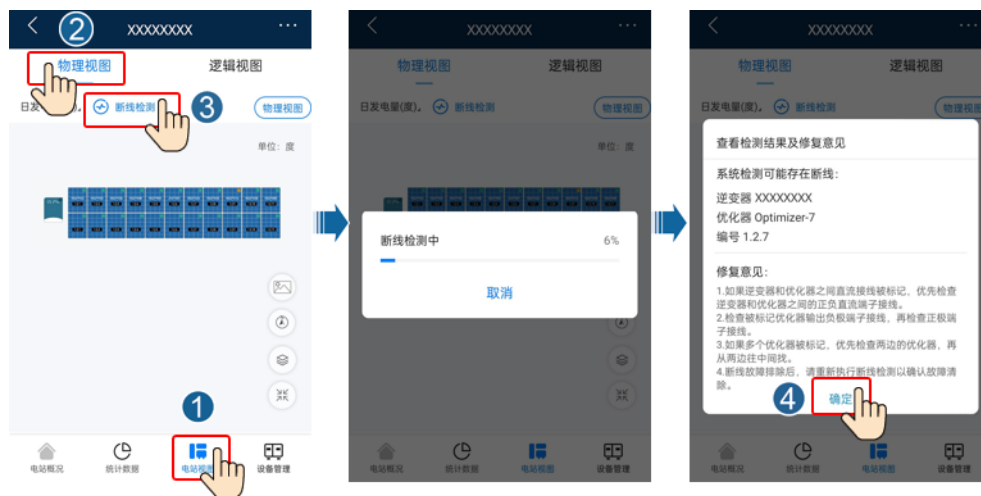 ② XXXXXXXX ...
物理视图 逻辑视图
日发电量(度)。 断线检测 ③ 物理视图
单位：度
①
电站概况 统计数据 电站视图 设备管理
XXXXXXXX ...
物理视图 逻辑视图
日发电量(度)。 断线检测 物理视图
单位：度
断线检测中 6%
取消
电站概况 统计数据 电站视图 设备管理
XXXXXXXX ...
物理视图 逻辑视图
日发电量(度)。 断线检测 物理视图
查看检测结果及修复意见
系统检测可能存在断线：
逆变器 XXXXXXXX
优化器 Optimizer-7
编号 1.2.7
修复意见：
1.如果逆变器和优化器之间直流接线被标记，优先检查
逆变器和优化器之间的正负直流端子接线。
2.检查被标记优化器输出负极端子接线，再检查正极端
子接线。
3.如果多个优化器被标记，优先检查两边的优化器，再
从两边往中间找。
4.断线故障排除后，请重新执行断线检测以确认故障清
除。
④ 确定
电站概况 统计数据 电站视图 设备管理